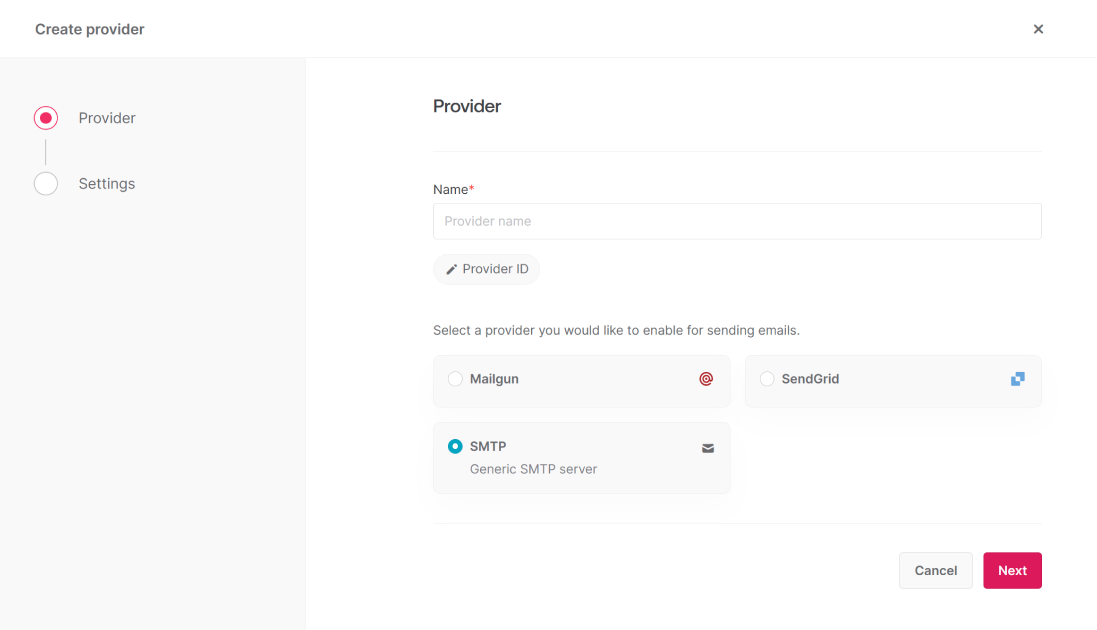 Create provider
Provider
Settings
Provider
Name*
Provider name
Provider ID
Select a provider you would like to enable for sending emails.
Mailgun
SendGrid
SMTP
Generic SMTP server
Cancel
Next